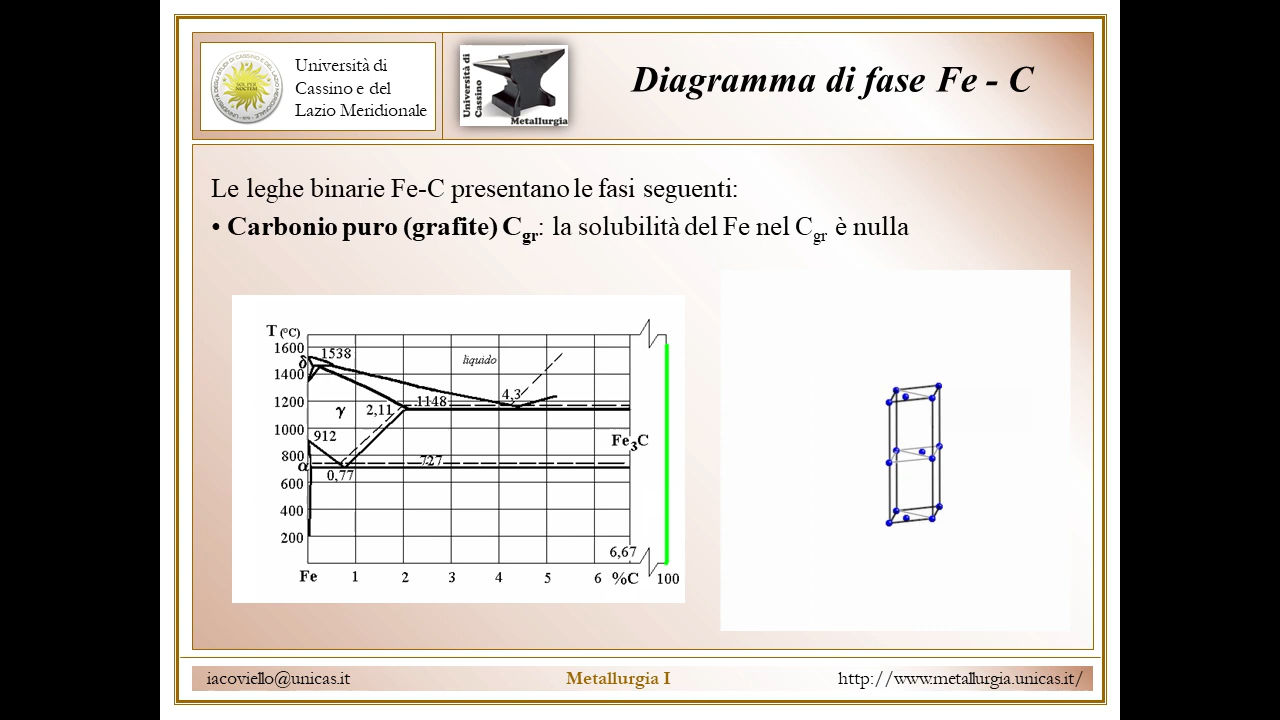 Università di
Cassino e del
Lazio Meridionale
Università di
Cassino
Metallurgia
Diagramma di fase Fe - C
Le leghe binarie Fe-C presentano le fasi seguenti:
• Carbonio puro (grafite) Cgr: la solubilità del Fe nel Cgr è nulla
T (°C)
1600
1538
liquido
δ
1400
4,3
1200
γ
2,11
1148
1000
912
Fe3C
800
727
α
0,77
600
400
200
6,67
Fe 1 2 3 4 5 6 %C 100
iacoviello@unicas.it
Metallurgia I
http://www.metallurgia.unicas.it/